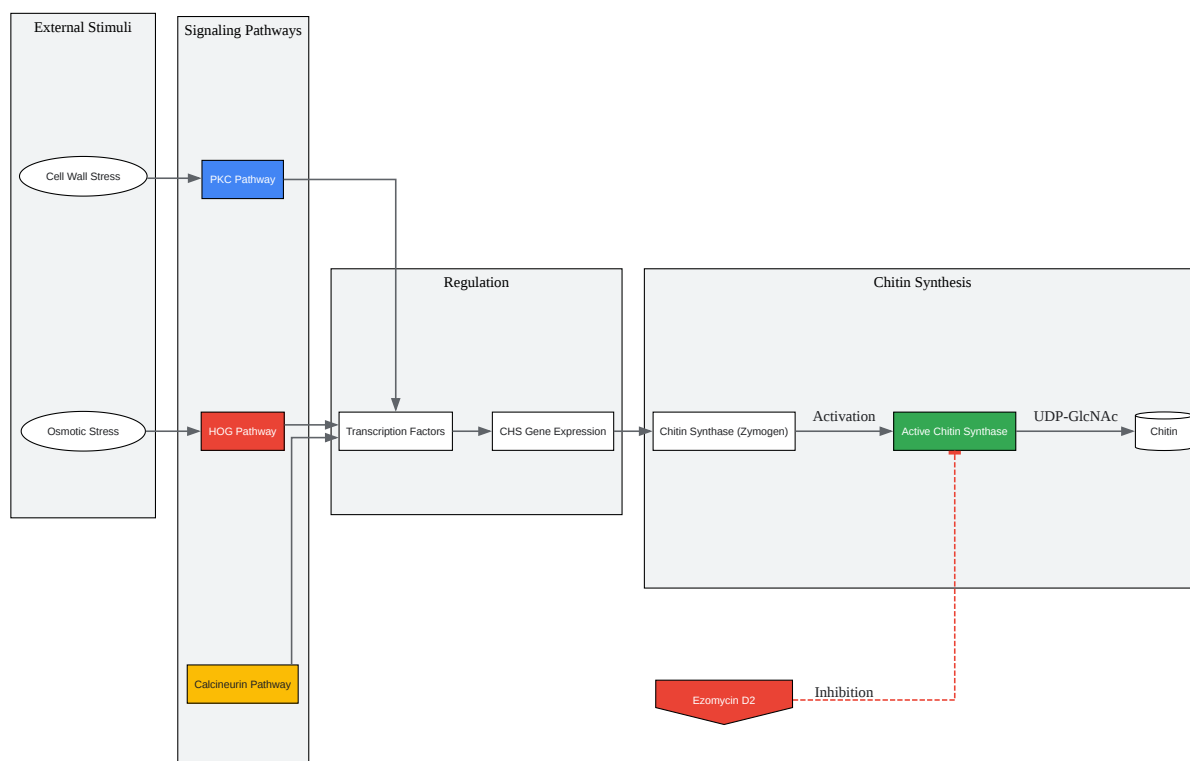 External Stimuli
Signaling Pathways
Cell Wall Stress
PKC Pathway
Regulation
Chitin Synthesis
Osmotic Stress
HOG Pathway
Transcription Factors
CHS Gene Expression
Chitin Synthase (Zymogen)
Activation
Active Chitin Synthase
UDP-GlcNAc
Chitin
Calcineurin Pathway
Ezomycin D2
Inhibition